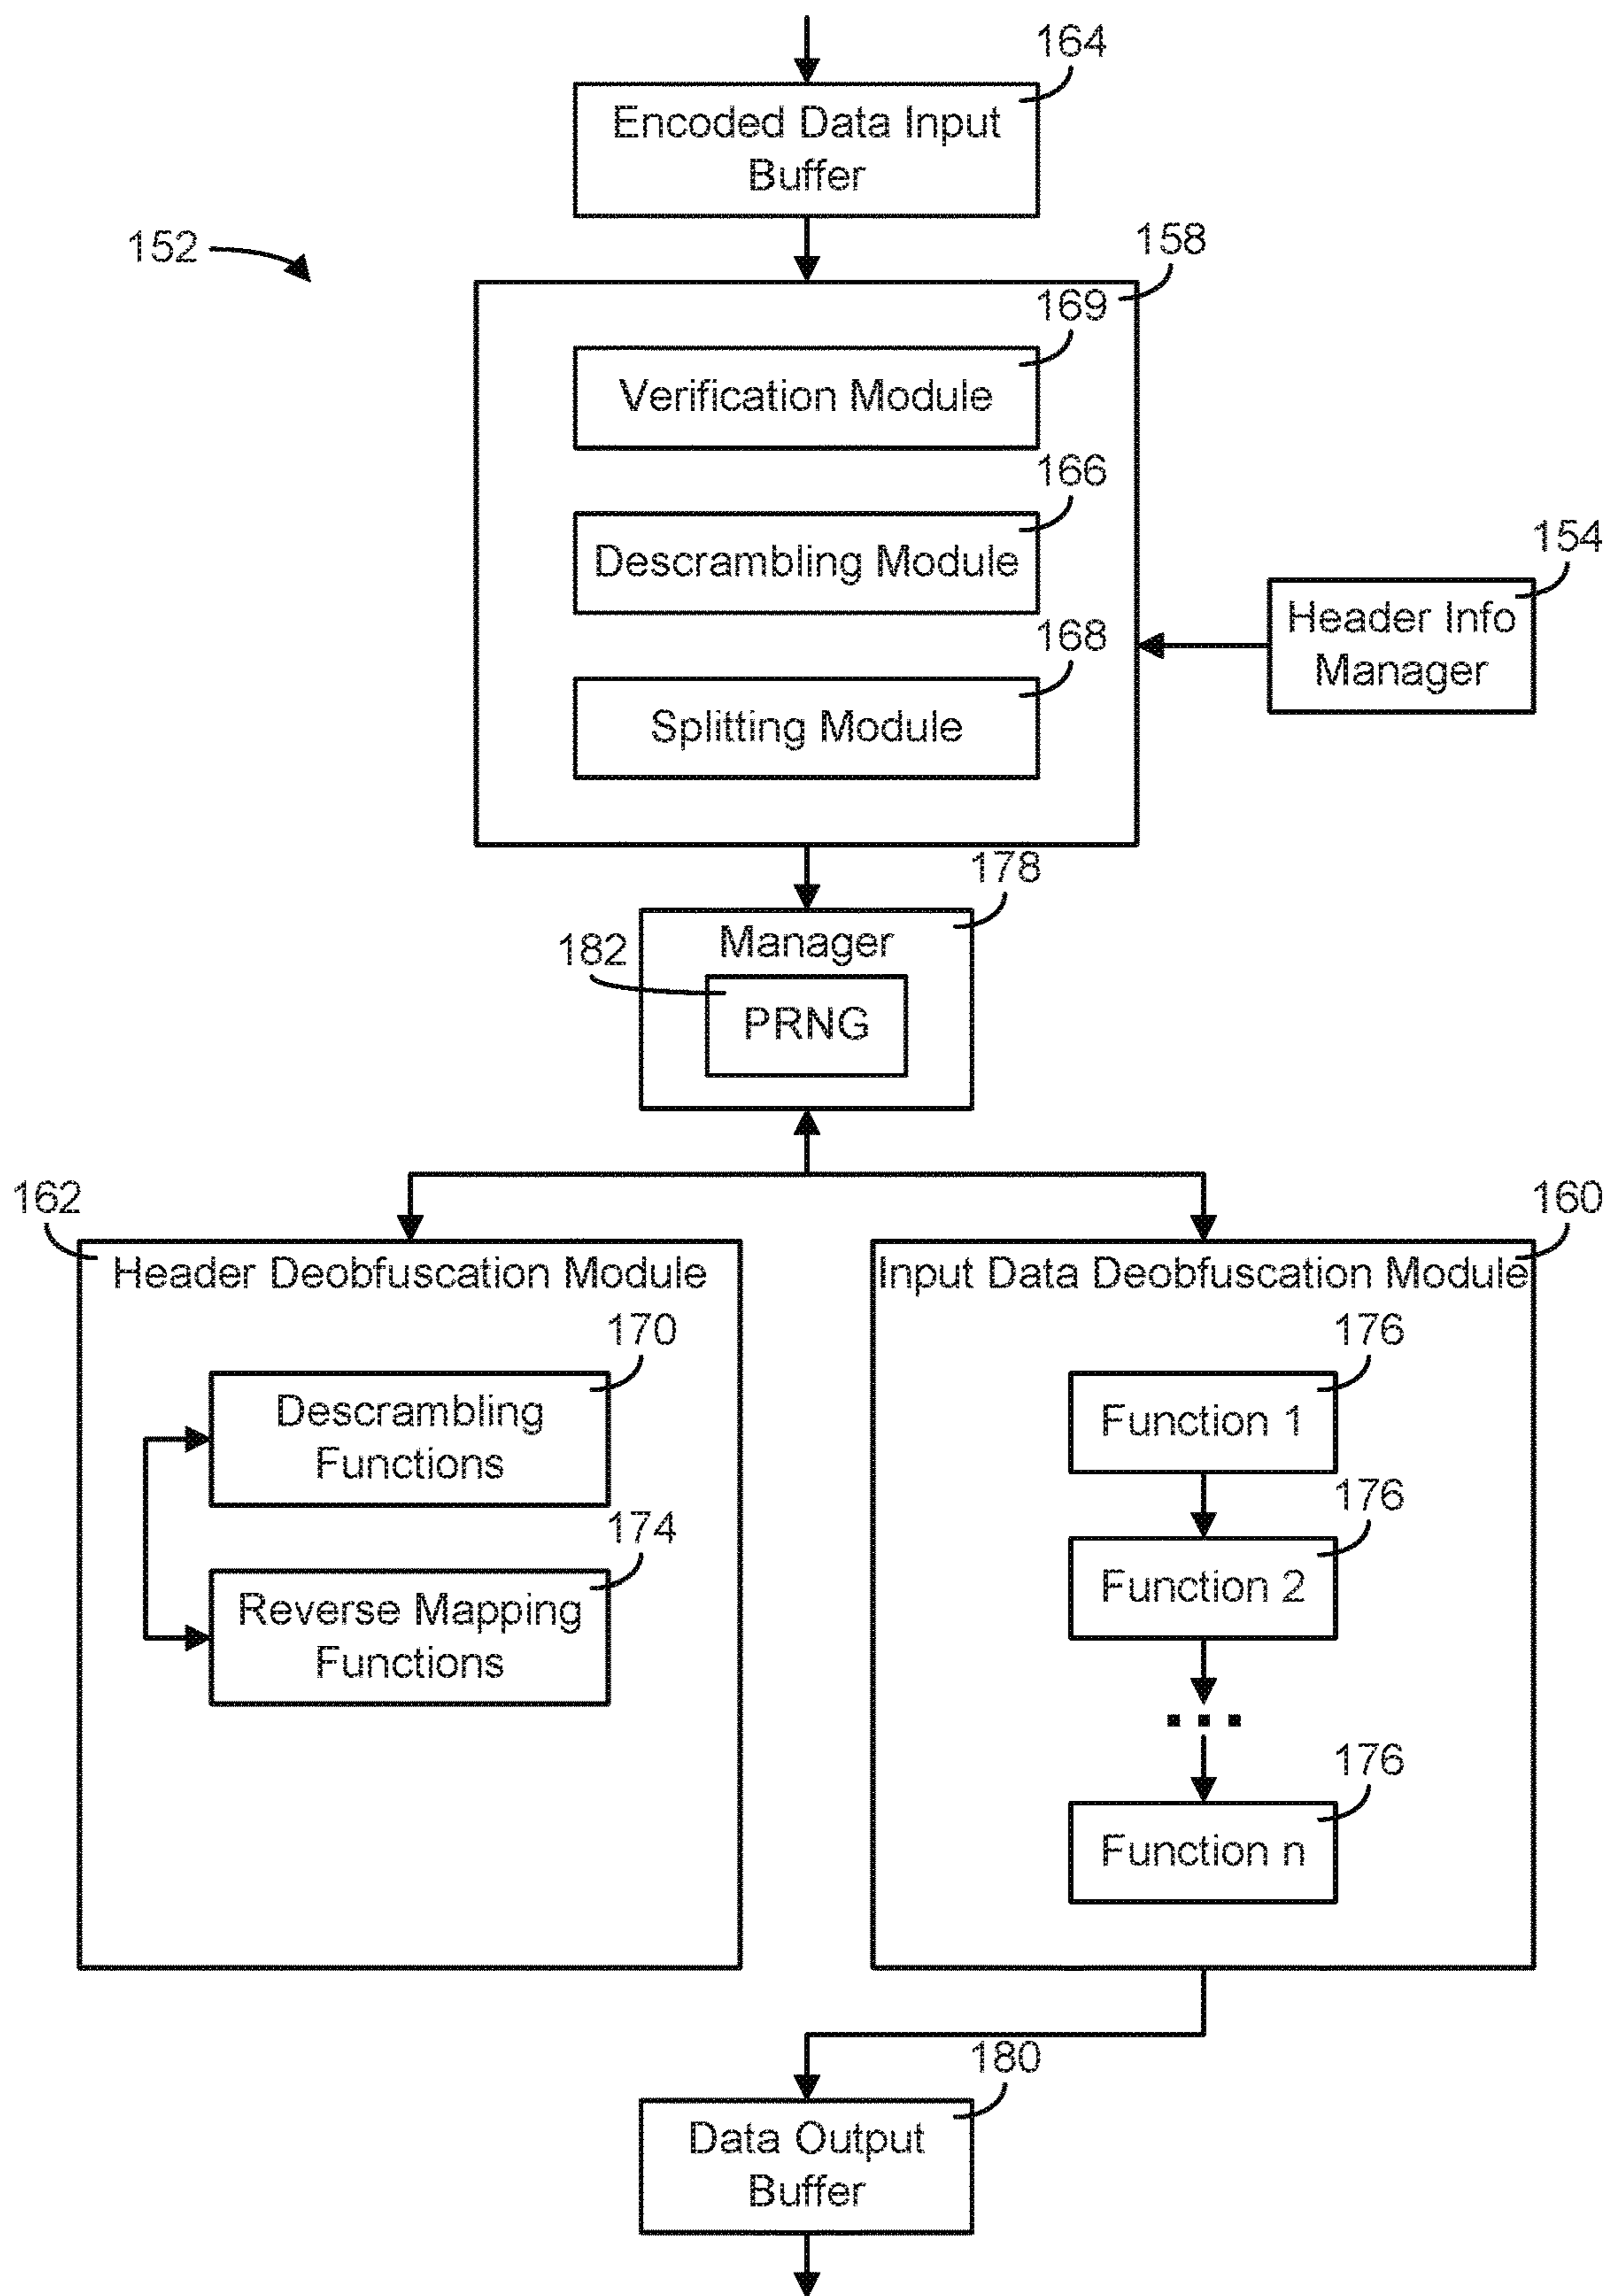 164
Encoded Data Input
Buffer
152
158
169
Verification Module
166
Descrambling Module
154
Header Info
Manager
168
Splitting Module
178
Manager
182
PRNG
162
Header Deobfuscation Module
170
Descrambling
Functions
174
Reverse Mapping
Functions
160
Input Data Deobfuscation Module
176
Function 1
176
Function 2
...
176
Function n
180
Data Output
Buffer